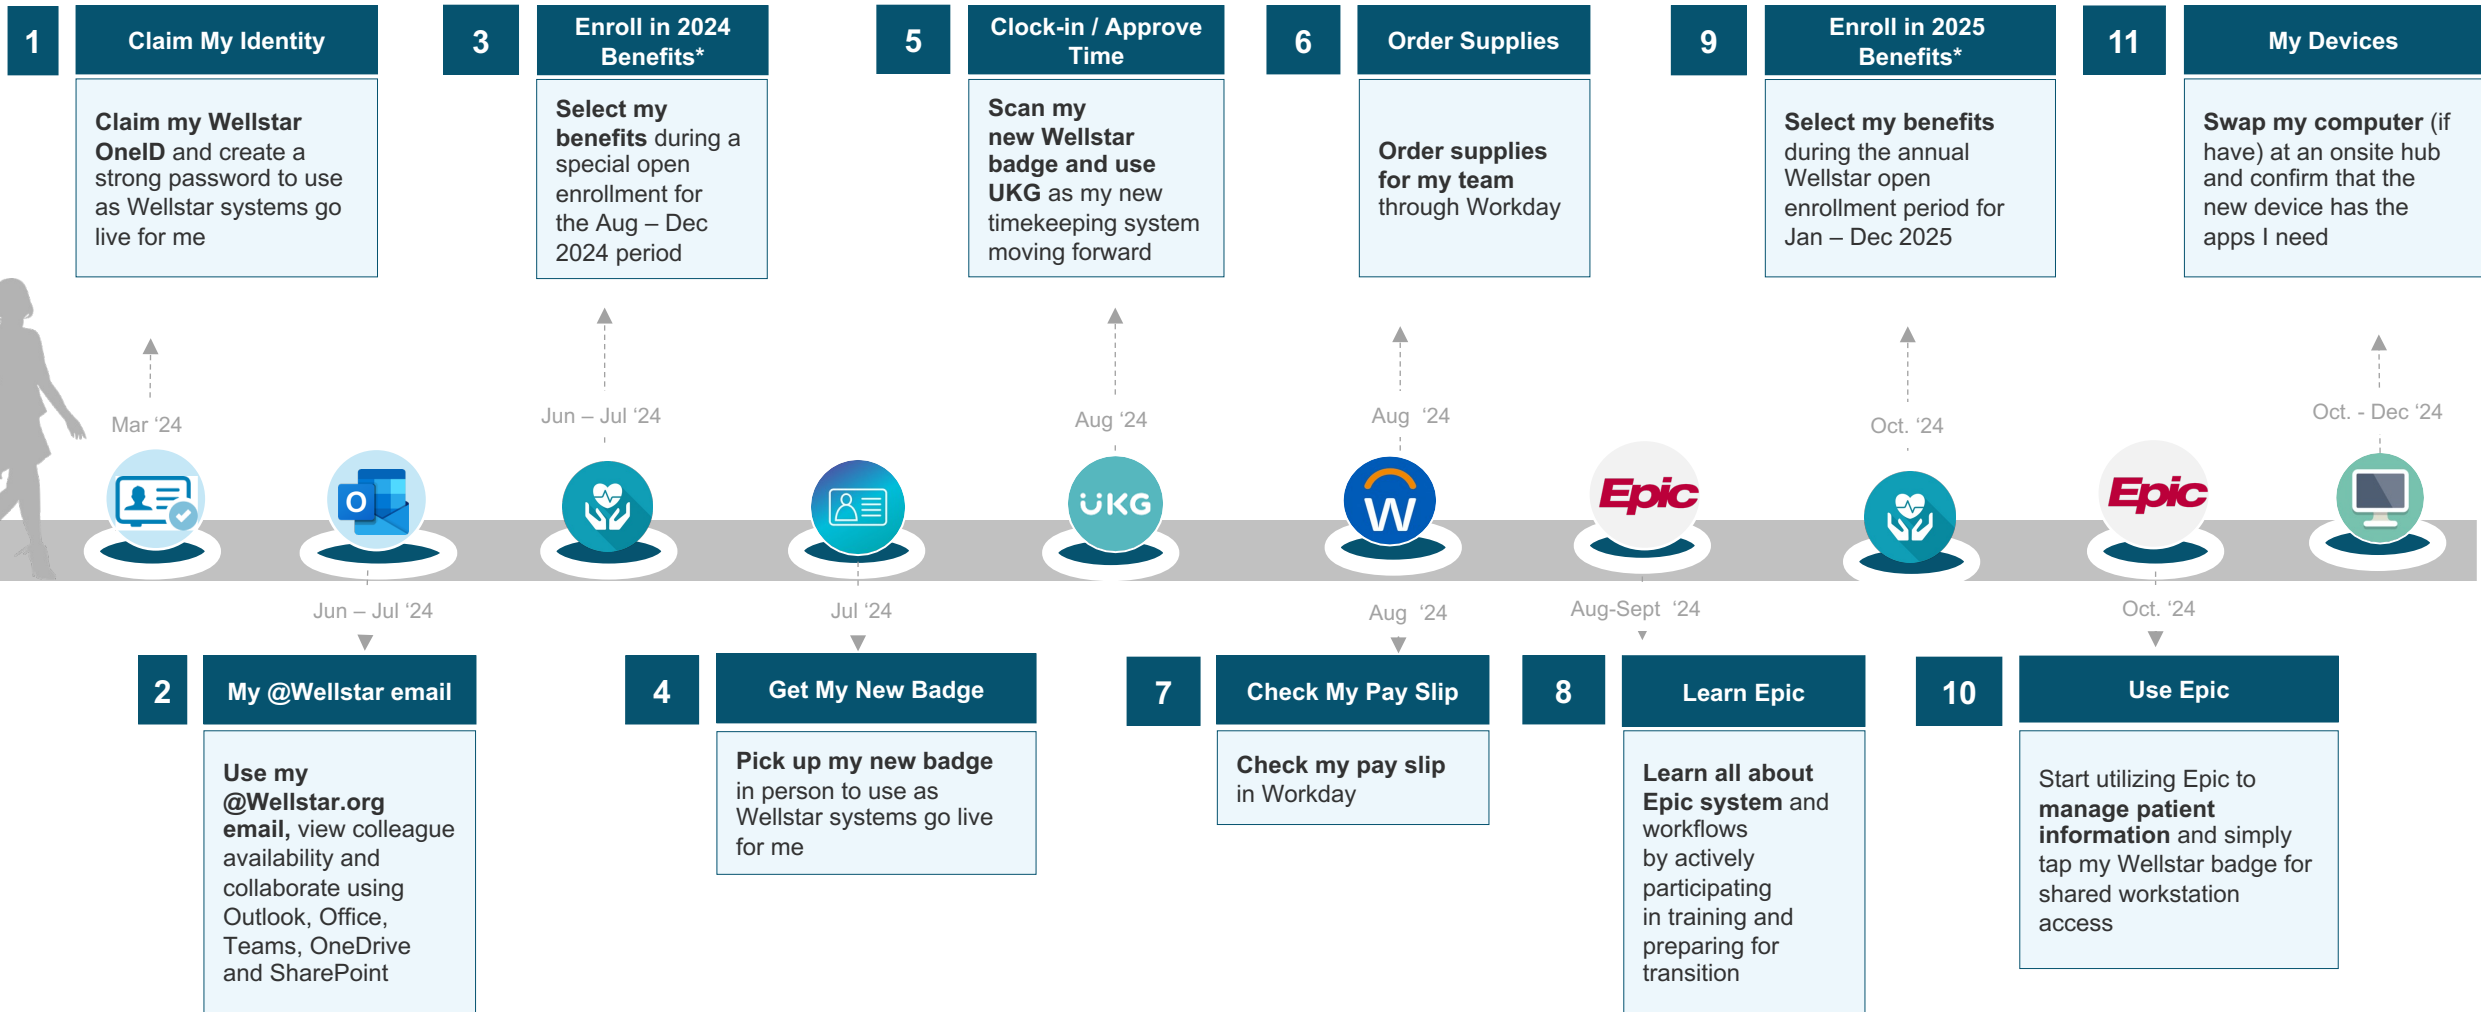 1
Claim My Identity
Claim my Wellstar
OneID and create a
strong password to use
as Wellstar systems go
live for me
3
Enroll in 2024
Benefits*
Select my
benefits during a
special open
enrollment for
the Aug – Dec
2024 period
5
Clock-in / Approve
Time
Scan my
new Wellstar
badge and use
UKG as my new
timekeeping system
moving forward
6
Order Supplies
Order supplies
for my team
through Workday
9
Enroll in 2025
Benefits*
Select my benefits
during the annual
Wellstar open
enrollment period for
Jan – Dec 2025
11
My Devices
Swap my computer (if
have) at an onsite hub
and confirm that the
new device has the
apps I need
Mar ‘24
Jun – Jul ‘24
Aug ‘24
Aug ‘24
Oct. ‘24
Oct. - Dec ‘24
O
UKG
W
Epic
Epic
Jun – Jul ‘24
Jul ‘24
Aug ‘24
Aug-Sept ‘24
Oct. ‘24
2
My @Wellstar email
Use my
@Wellstar.org
email, view colleague
availability and
collaborate using
Outlook, Office,
Teams, OneDrive
and SharePoint
4
Get My New Badge
Pick up my new badge
in person to use as
Wellstar systems go live
for me
7
Check My Pay Slip
Check my pay slip
in Workday
8
Learn Epic
Learn all about
Epic system and
workflows
by actively
participating
in training and
preparing for
transition
10
Use Epic
Start utilizing Epic to
manage patient
information and simply
tap my Wellstar badge for
shared workstation
access